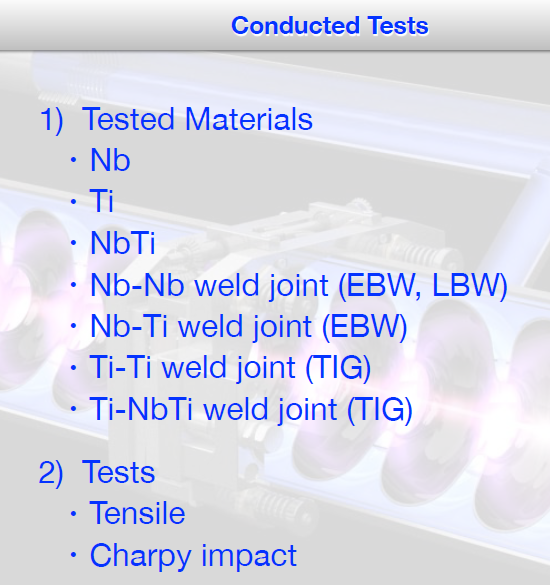 Conducted Tests
1) Tested Materials
・Nb
・Ti
・NbTi
・Nb-Nb weld joint (EBW, LBW)
・Nb-Ti weld joint (EBW)
・Ti-Ti weld joint (TIG)
・Ti-NbTi weld joint (TIG)
2) Tests
・Tensile
・Charpy impact